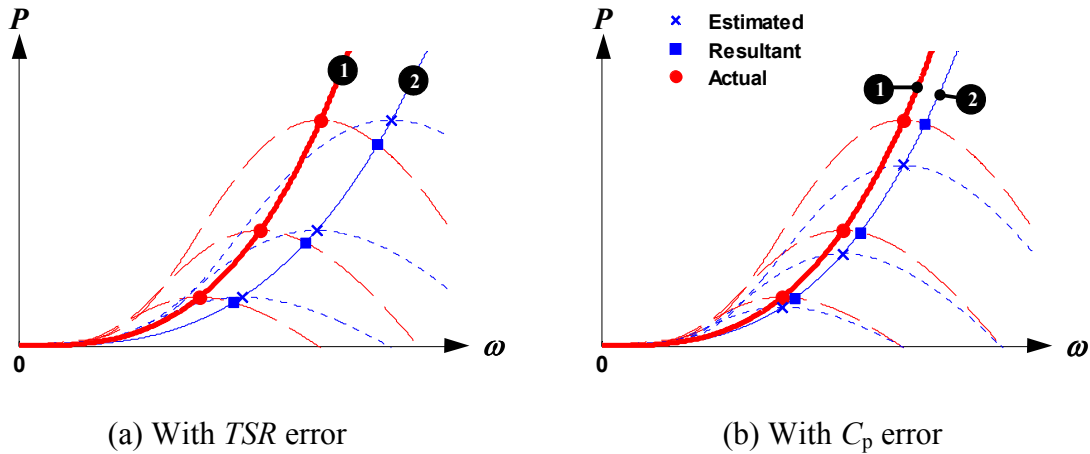 P
1
2
0
ω
(a) With TSR error
P
Estimated
Resultant
Actual
1
2
0
ω
(b) With Cp error